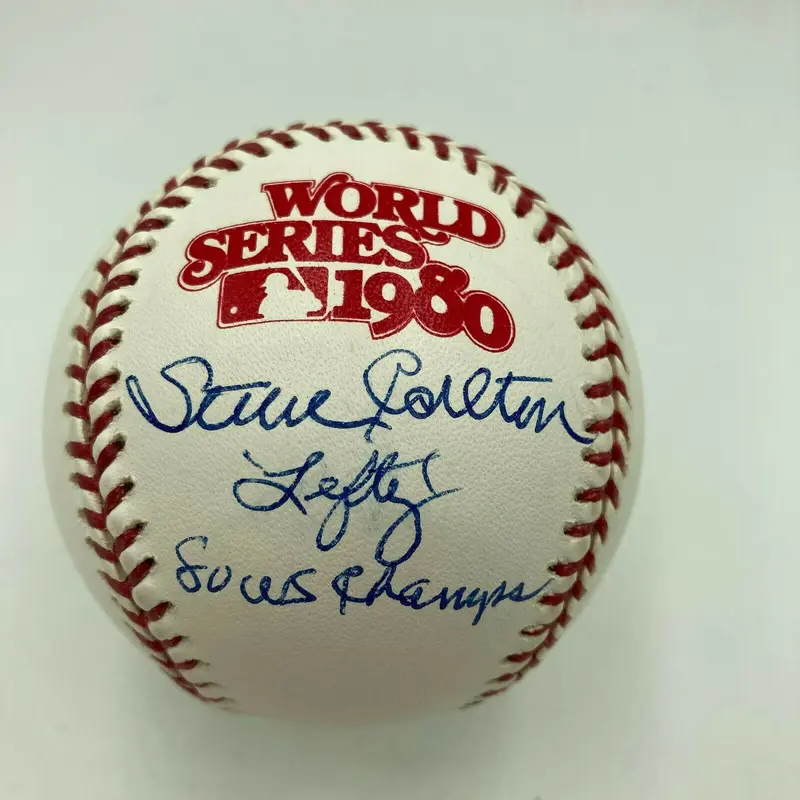 WORLD
SERIES
1980
Steve Carlton
"Lefty"
80 WS Champs